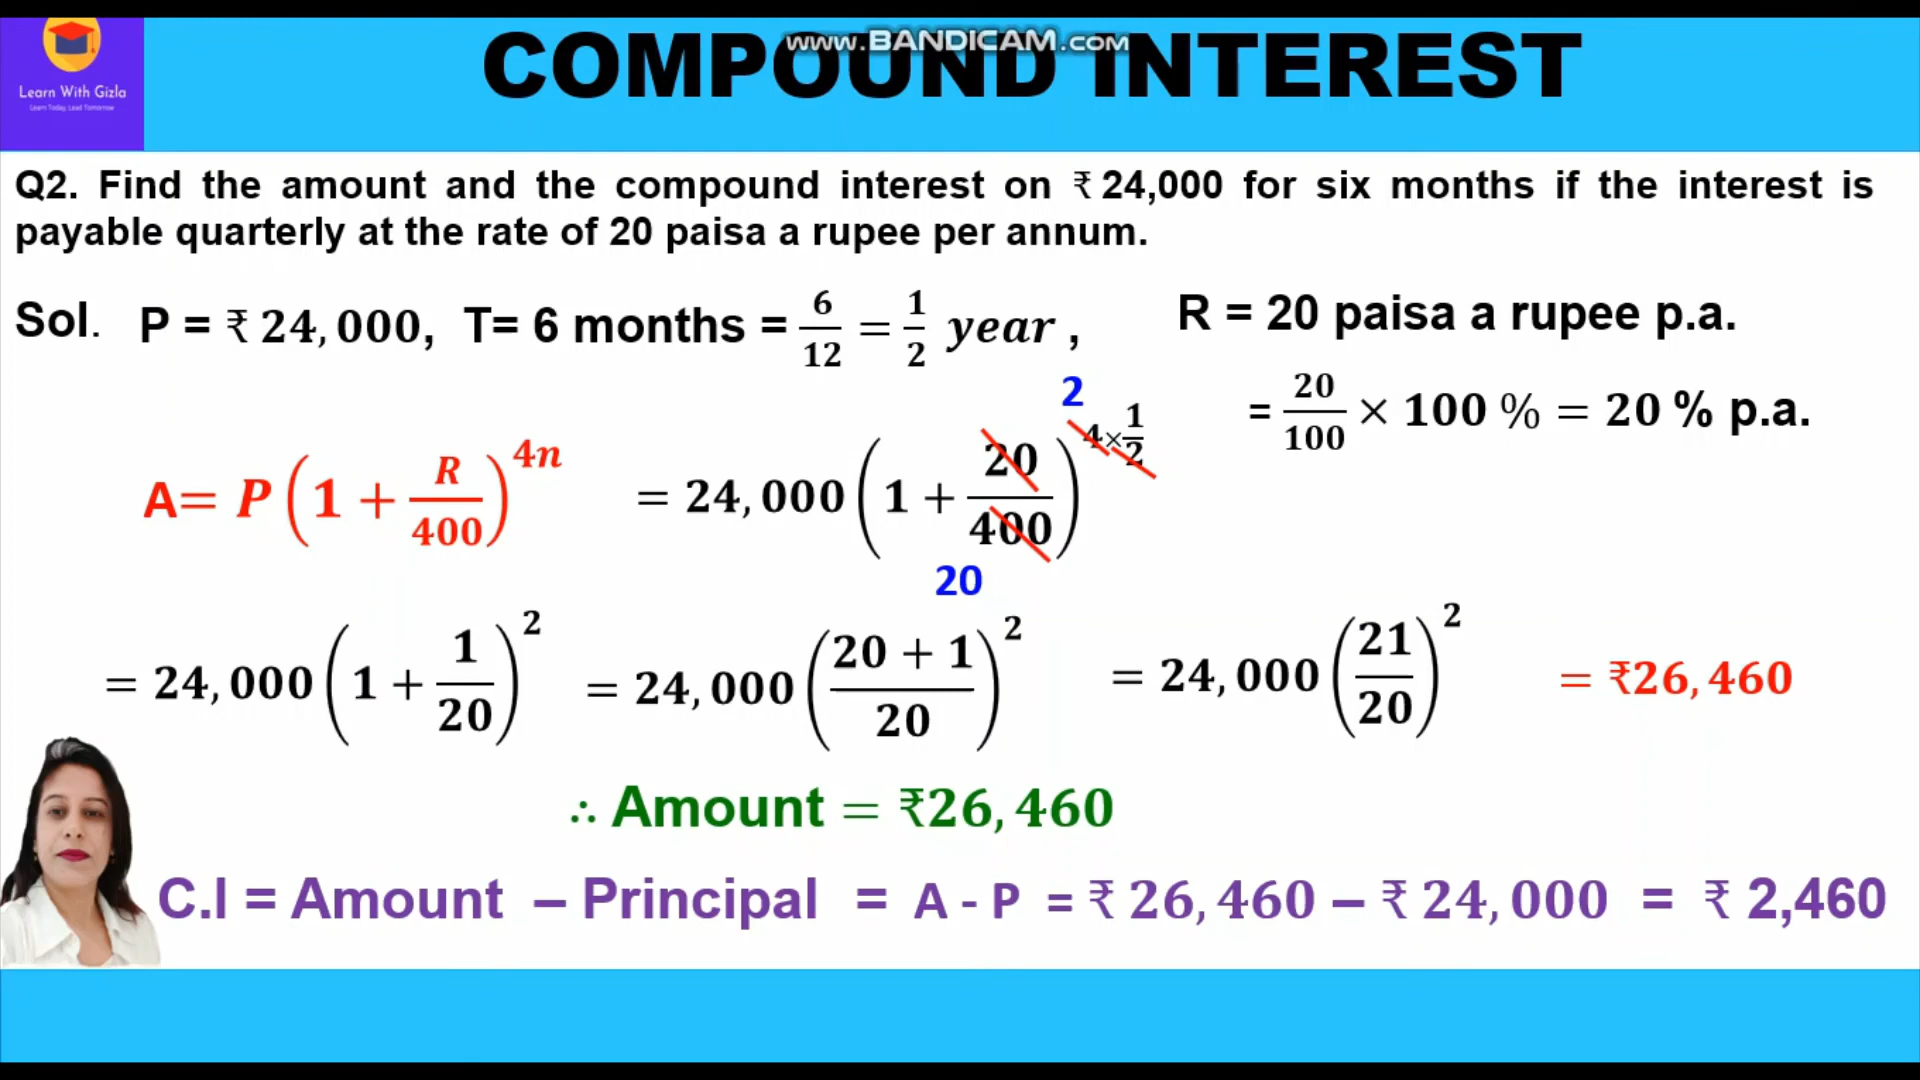 www.BANDICAM.com
COMPOUND INTEREST
Learn With Gizla
Learn Today, Lead Tomorrow
Q2. Find the amount and the compound interest on ₹ 24,000 for six months if the interest is
payable quarterly at the rate of 20 paisa a rupee per annum.
Sol. P = ₹ 24,000, T= 6 months = 6/12 = 1/2 year , R = 20 paisa a rupee p.a.
= 20/100 × 100 % = 20 % p.a.
A= P(1 + R/400)^4n = 24,000(1 + 20/400)^4×1/2
2
20
= 24,000(1 + 1/20)^2 = 24,000((20 + 1)/20)^2 = 24,000(21/20)^2 = ₹26,460
∴ Amount = ₹26,460
C.I = Amount – Principal = A - P = ₹ 26,460 – ₹ 24,000 = ₹ 2,460